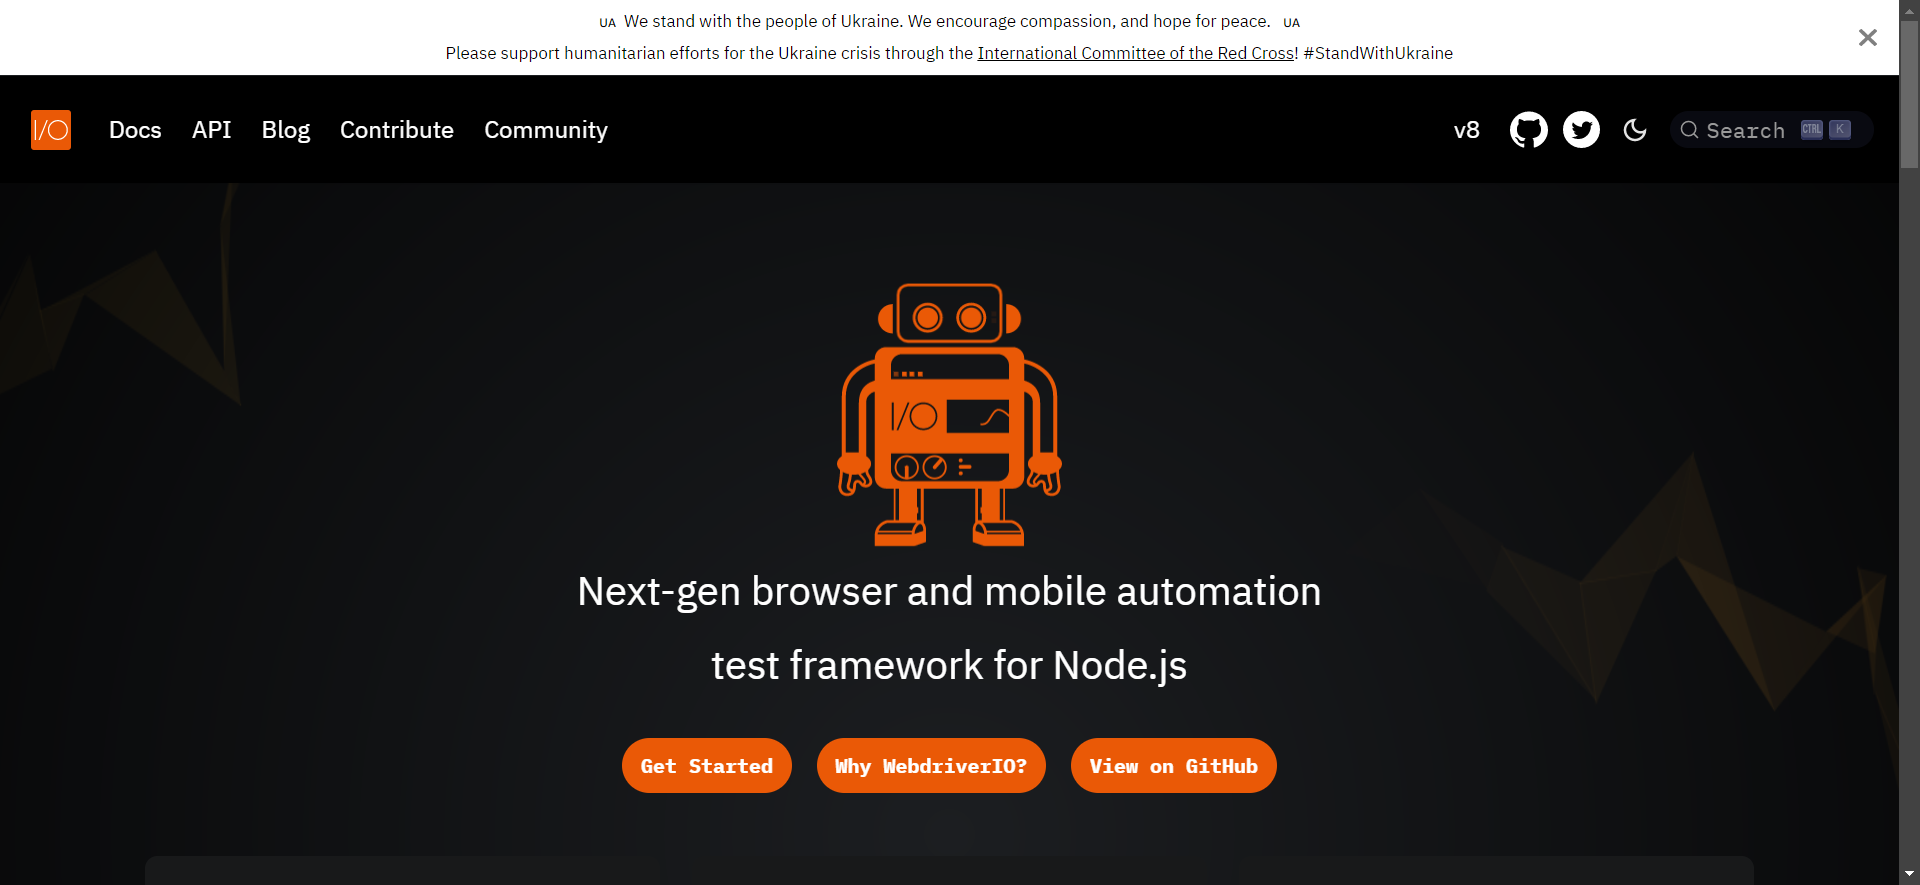 UA We stand with the people of Ukraine. We encourage compassion, and hope for peace. UA
Please support humanitarian efforts for the Ukraine crisis through the International Committee of the Red Cross! #StandWithUkraine
I/O Docs API Blog Contribute Community v8 Search CTRL K
I/O
Next-gen browser and mobile automation
test framework for Node.js
Get Started Why WebdriverIO? View on GitHub